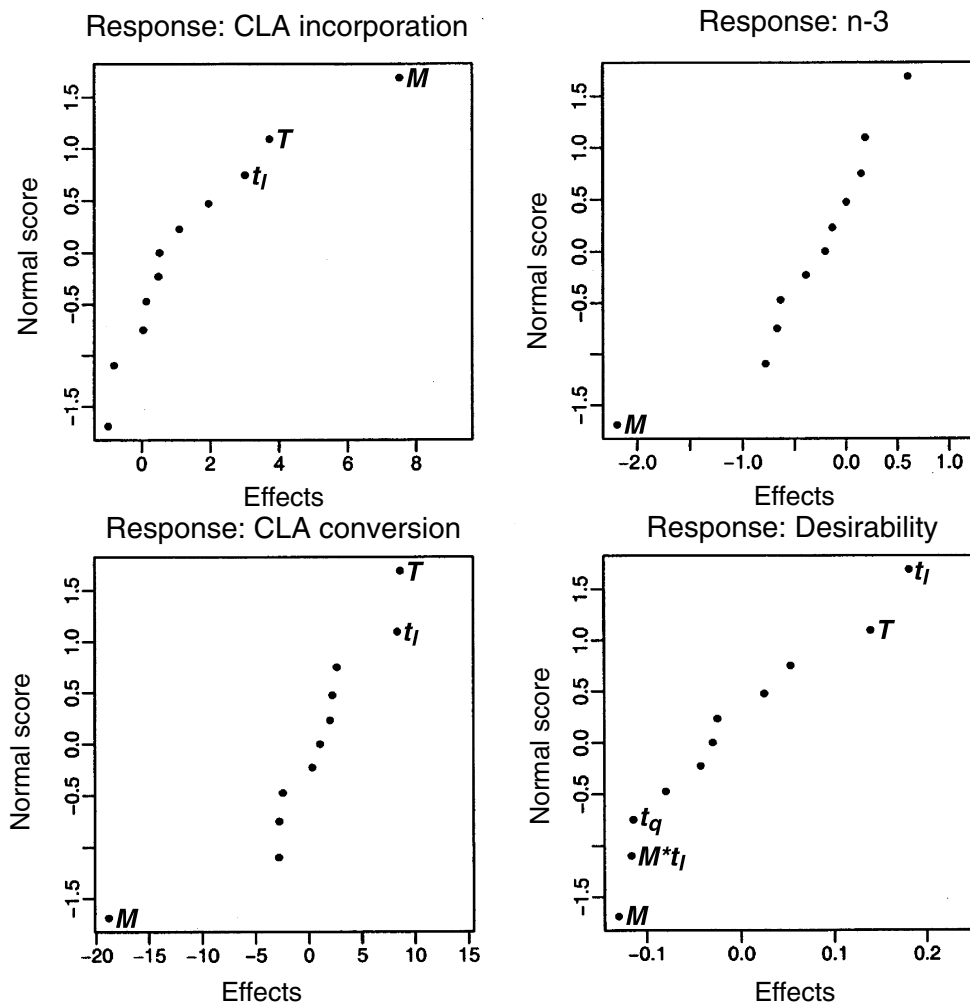 Response: CLA incorporation
Normal score
1.5
1.0
0.5
0.0
−0.5
−1.5
M
T
t_l
0 2 4 6 8
Effects
Response: n-3
Normal score
1.5
1.0
0.5
0.0
−0.5
−1.5
M
−2.0 −1.0 0.0 0.5 1.0
Effects
Response: CLA conversion
Normal score
1.5
1.0
0.5
0.0
−0.5
−1.5
T
t_l
M
−20 −15 −10 −5 0 5 10 15
Effects
Response: Desirability
Normal score
1.5
1.0
0.5
0.0
−0.5
−1.5
t_l
T
t_q
M*t_l
M
−0.1 0.0 0.1 0.2
Effects